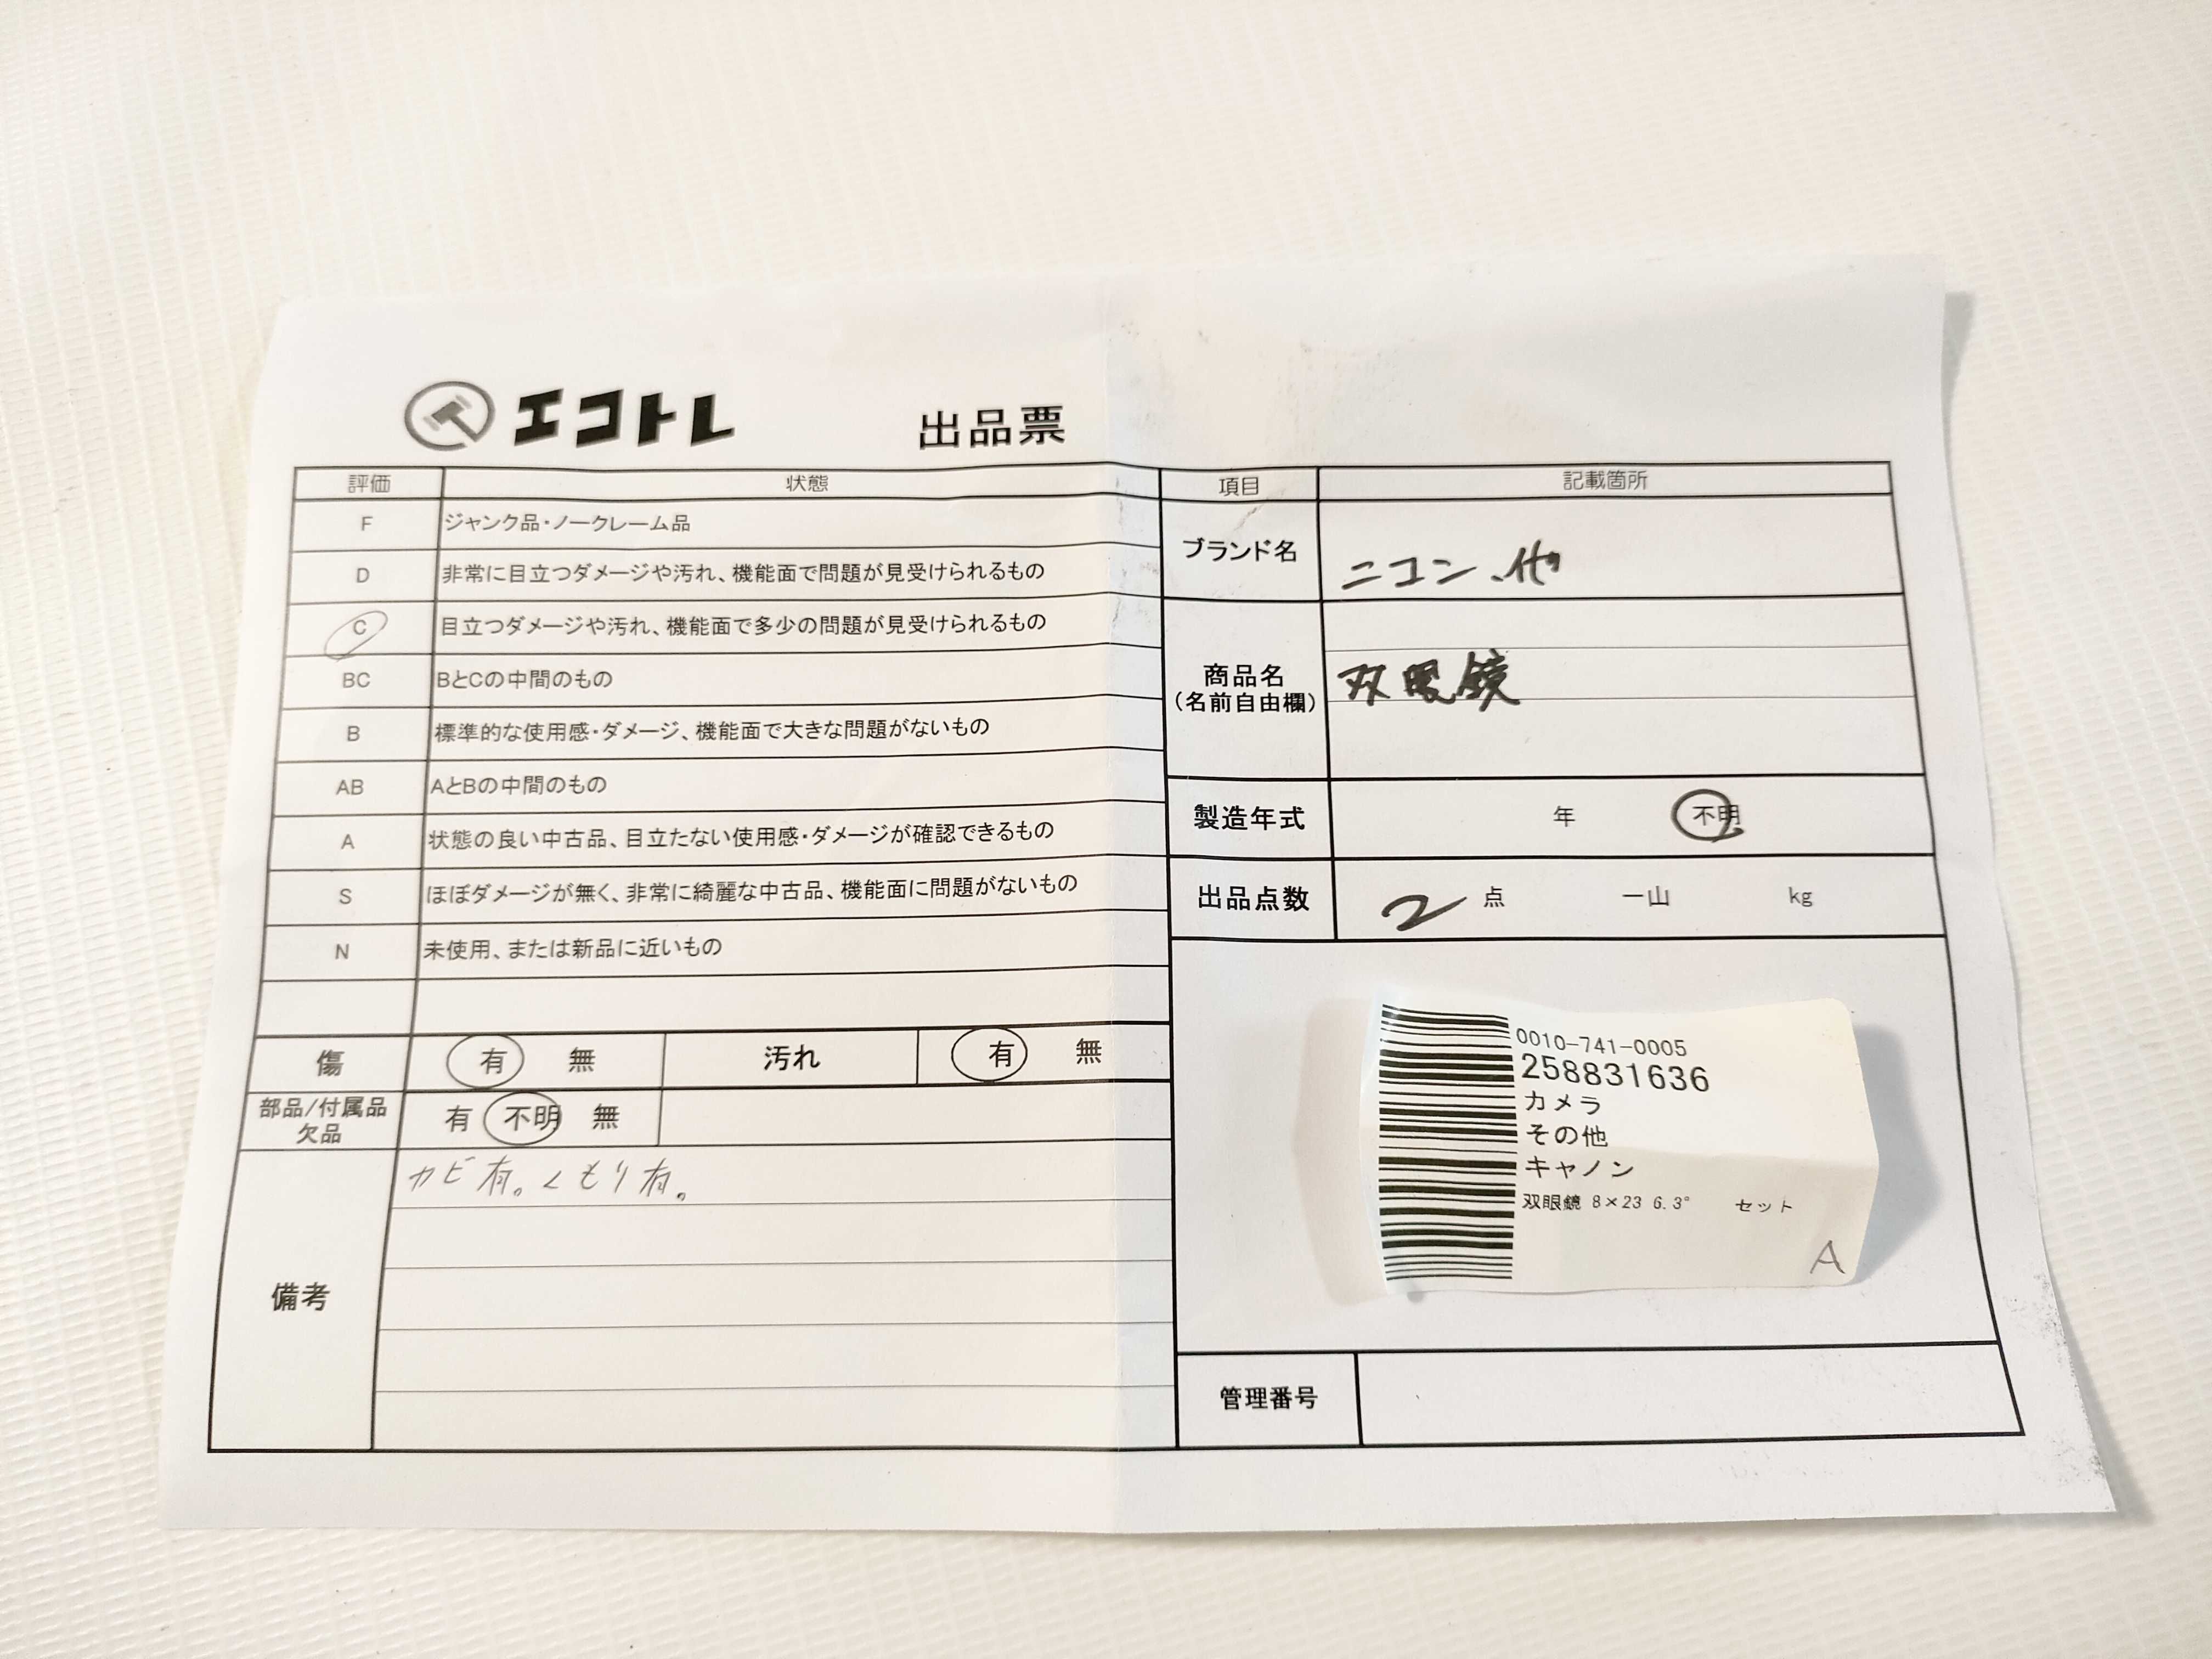 エコトレ 出品票
評価 状態
F ジャンク品・ノークレーム品
D 非常に目立つダメージや汚れ、機能面で問題が見受けられるもの
C 目立つダメージや汚れ、機能面で多少の問題が見受けられるもの
BC BとCの中間のもの
B 標準的な使用感・ダメージ、機能面で大きな問題がないもの
AB AとBの中間のもの
A 状態の良い中古品、目立たない使用感・ダメージが確認できるもの
S ほぼダメージが無く、非常に綺麗な中古品、機能面に問題がないもの
N 未使用、または新品に近いもの
傷 有 無 汚れ 有 無
部品/付属品
欠品 有 不明 無
備考 カビ有。くもり有。
項目 記載箇所
ブランド名 ニコン、他
商品名
(名前自由欄) 双眼鏡
製造年式 年 不明
出品点数 2 点 一山 kg
0010-741-0005
258831636
カメラ
その他
キャノン
双眼鏡 8×23 6.3° セット
A
管理番号